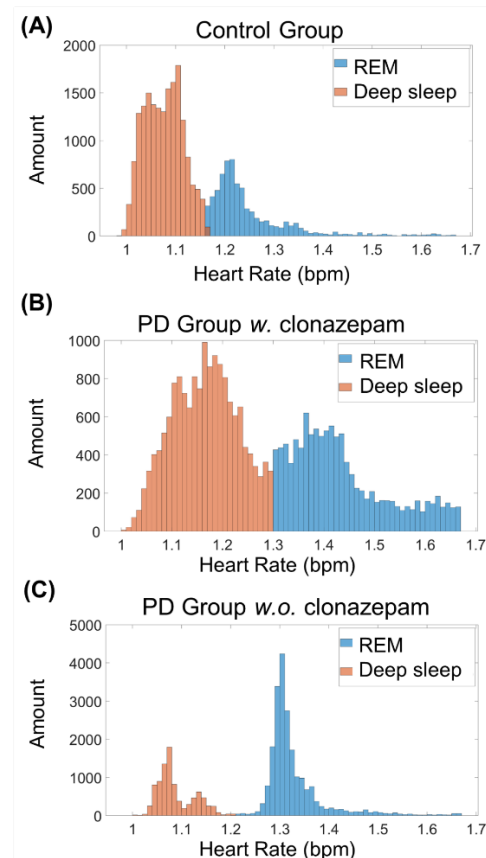 (A)
Control Group
2000
1500
1000
500
0
Amount
REM
Deep sleep
1 1.1 1.2 1.3 1.4 1.5 1.6 1.7
Heart Rate (bpm)
(B)
PD Group w. clonazepam
1000
800
600
400
200
0
Amount
REM
Deep sleep
1 1.1 1.2 1.3 1.4 1.5 1.6 1.7
Heart Rate (bpm)
(C)
PD Group w.o. clonazepam
5000
4000
3000
2000
1000
0
Amount
REM
Deep sleep
1 1.1 1.2 1.3 1.4 1.5 1.6 1.7
Heart Rate (bpm)